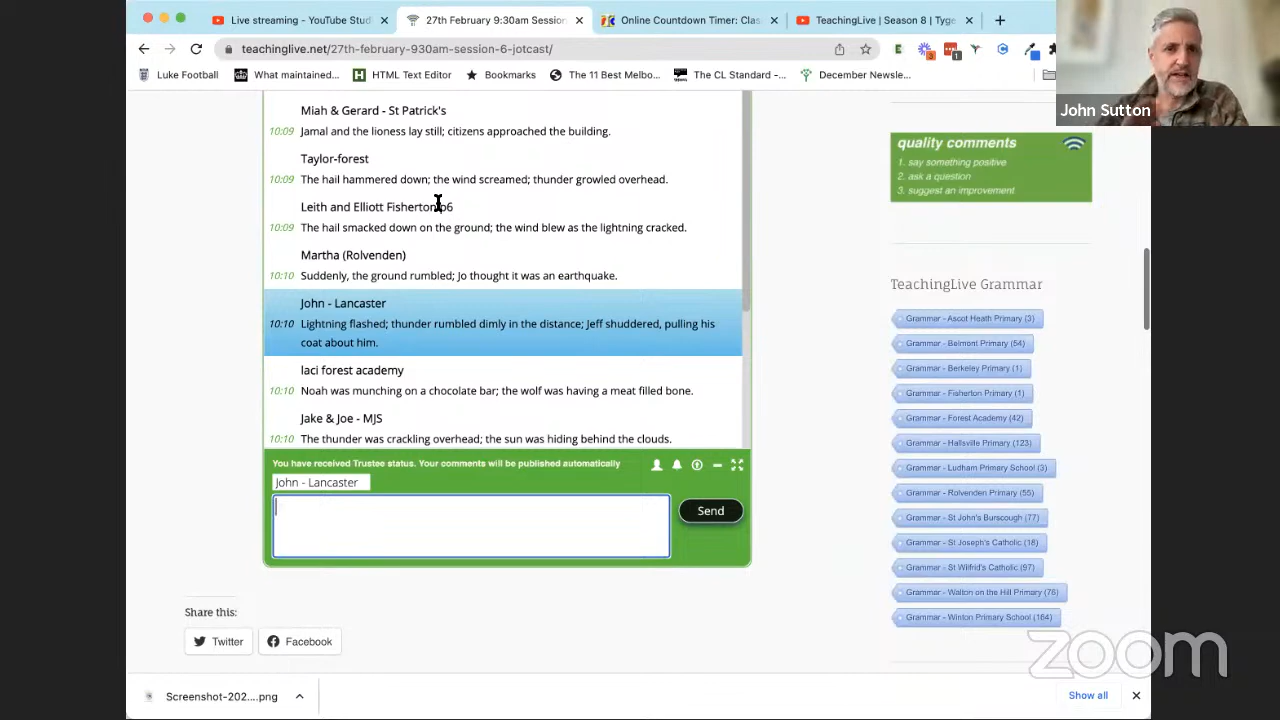 Live streaming - YouTube Stud
27th February 9:30am Session
Online Countdown Timer: Clas
TeachingLive | Season 8 | Tyge
teachinglive.net/27th-february-930am-session-6-jotcast/
Luke Football
What maintained...
HTML Text Editor
Bookmarks
The 11 Best Melbo...
The CL Standard -...
December Newsle...
John Sutton
Miah & Gerard - St Patrick's
10:09 Jamal and the lioness lay still; citizens approached the building.
Taylor-forest
10:09 The hail hammered down; the wind screamed; thunder growled overhead.
Leith and Elliott Fisherton p6
10:09 The hail smacked down on the ground; the wind blew as the lightning cracked.
Martha (Rolvenden)
10:10 Suddenly, the ground rumbled; Jo thought it was an earthquake.
John - Lancaster
10:10 Lightning flashed; thunder rumbled dimly in the distance; Jeff shuddered, pulling his
coat about him.
laci forest academy
10:10 Noah was munching on a chocolate bar; the wolf was having a meat filled bone.
Jake & Joe - MJS
10:10 The thunder was crackling overhead; the sun was hiding behind the clouds.
You have received Trustee status. Your comments will be published automatically
John - Lancaster
Send
Share this:
Twitter
Facebook
quality comments
1. say something positive
2. ask a question
3. suggest an improvement
TeachingLive Grammar
Grammar - Ascot Heath Primary (3)
Grammar - Belmont Primary (54)
Grammar - Berkeley Primary (1)
Grammar - Fisherton Primary (1)
Grammar - Forest Academy (42)
Grammar - Hallsville Primary (123)
Grammar - Ludham Primary School (3)
Grammar - Rolvenden Primary (55)
Grammar - St John's Burscough (77)
Grammar - St Joseph's Catholic (18)
Grammar - St Wilfrid's Catholic (97)
Grammar - Walton on the Hill Primary (78)
Grammar - Winton Primary School (164)
zoom
Screenshot-202....png
Show all